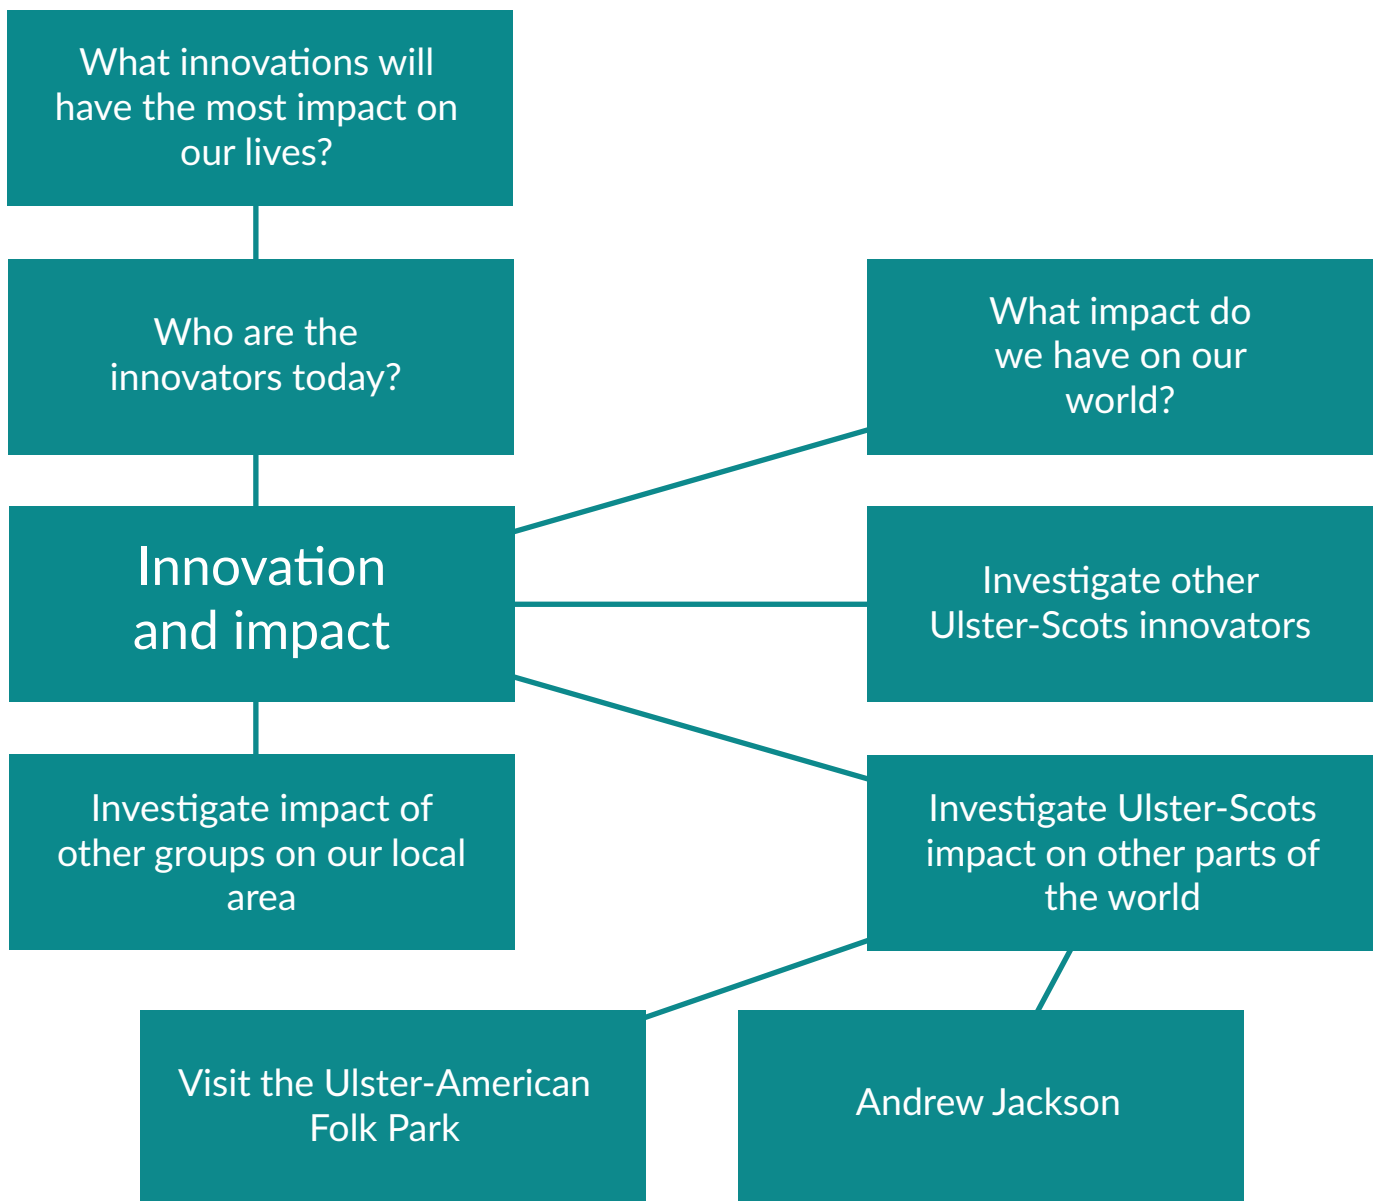 What innovations will
have the most impact on
our lives?
Who are the
innovators today?
What impact do
we have on our
world?
Innovation
and impact
Investigate other
Ulster-Scots innovators
Investigate impact of
other groups on our local
area
Investigate Ulster-Scots
impact on other parts of
the world
Visit the Ulster-American
Folk Park
Andrew Jackson